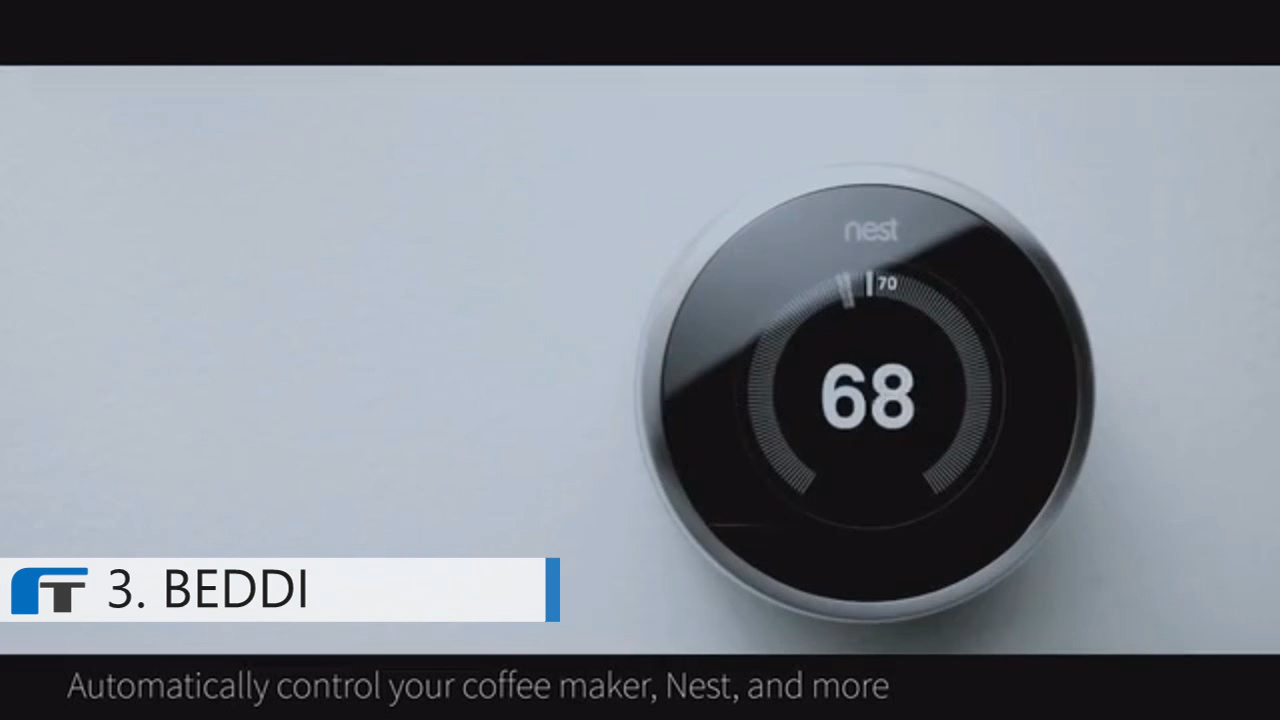 nest
70
68
3. BEDDI
Automatically control your coffee maker, Nest, and more